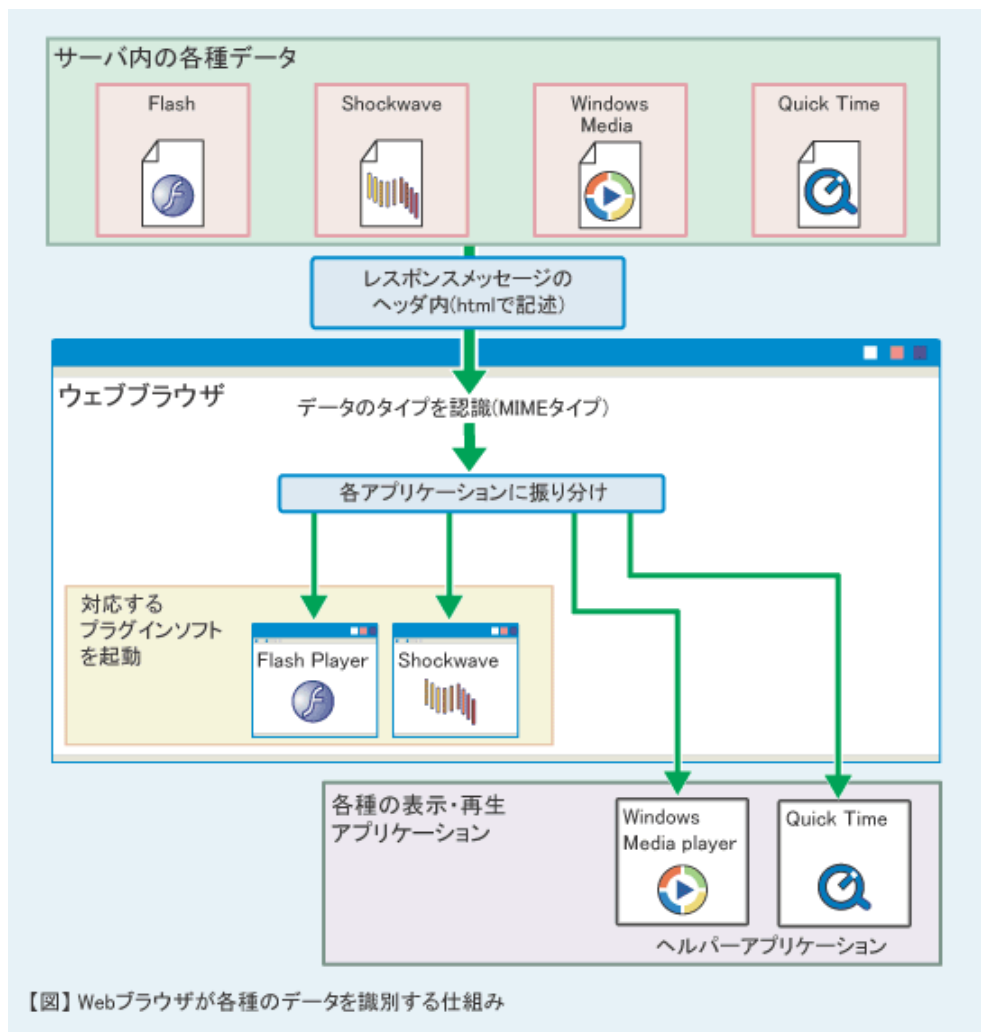 サーバ内の各種データ
Flash
Shockwave
Windows
Media
Quick Time
レスポンスメッセージの
ヘッダ内(htmlで記述)
ウェブブラウザ
データのタイプを認識(MIMEタイプ)
各アプリケーションに振り分け
対応する
プラグインソフト
を起動
Flash Player
Shockwave
各種の表示・再生
アプリケーション
Windows
Media player
Quick Time
ヘルパーアプリケーション
【図】Webブラウザが各種のデータを識別する仕組み